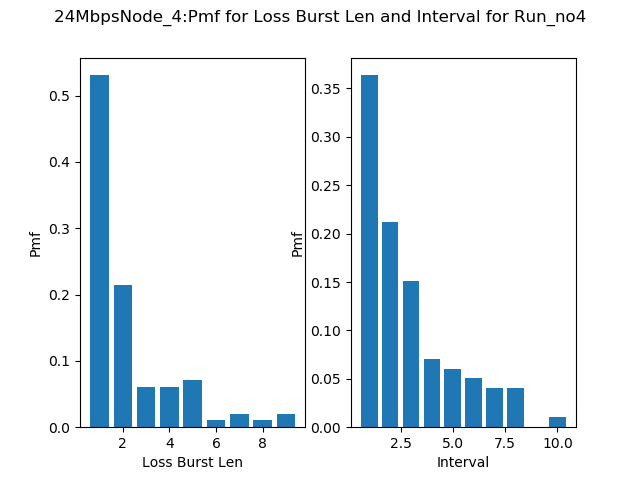 24MbpsNode_4:Pmf for Loss Burst Len and Interval for Run_no4
0.5
0.4
0.3
0.2
0.1
0.0
Pmf
2 4 6 8
Loss Burst Len
0.35
0.30
0.25
0.20
0.15
0.10
0.05
0.00
Pmf
2.5 5.0 7.5 10.0
Interval